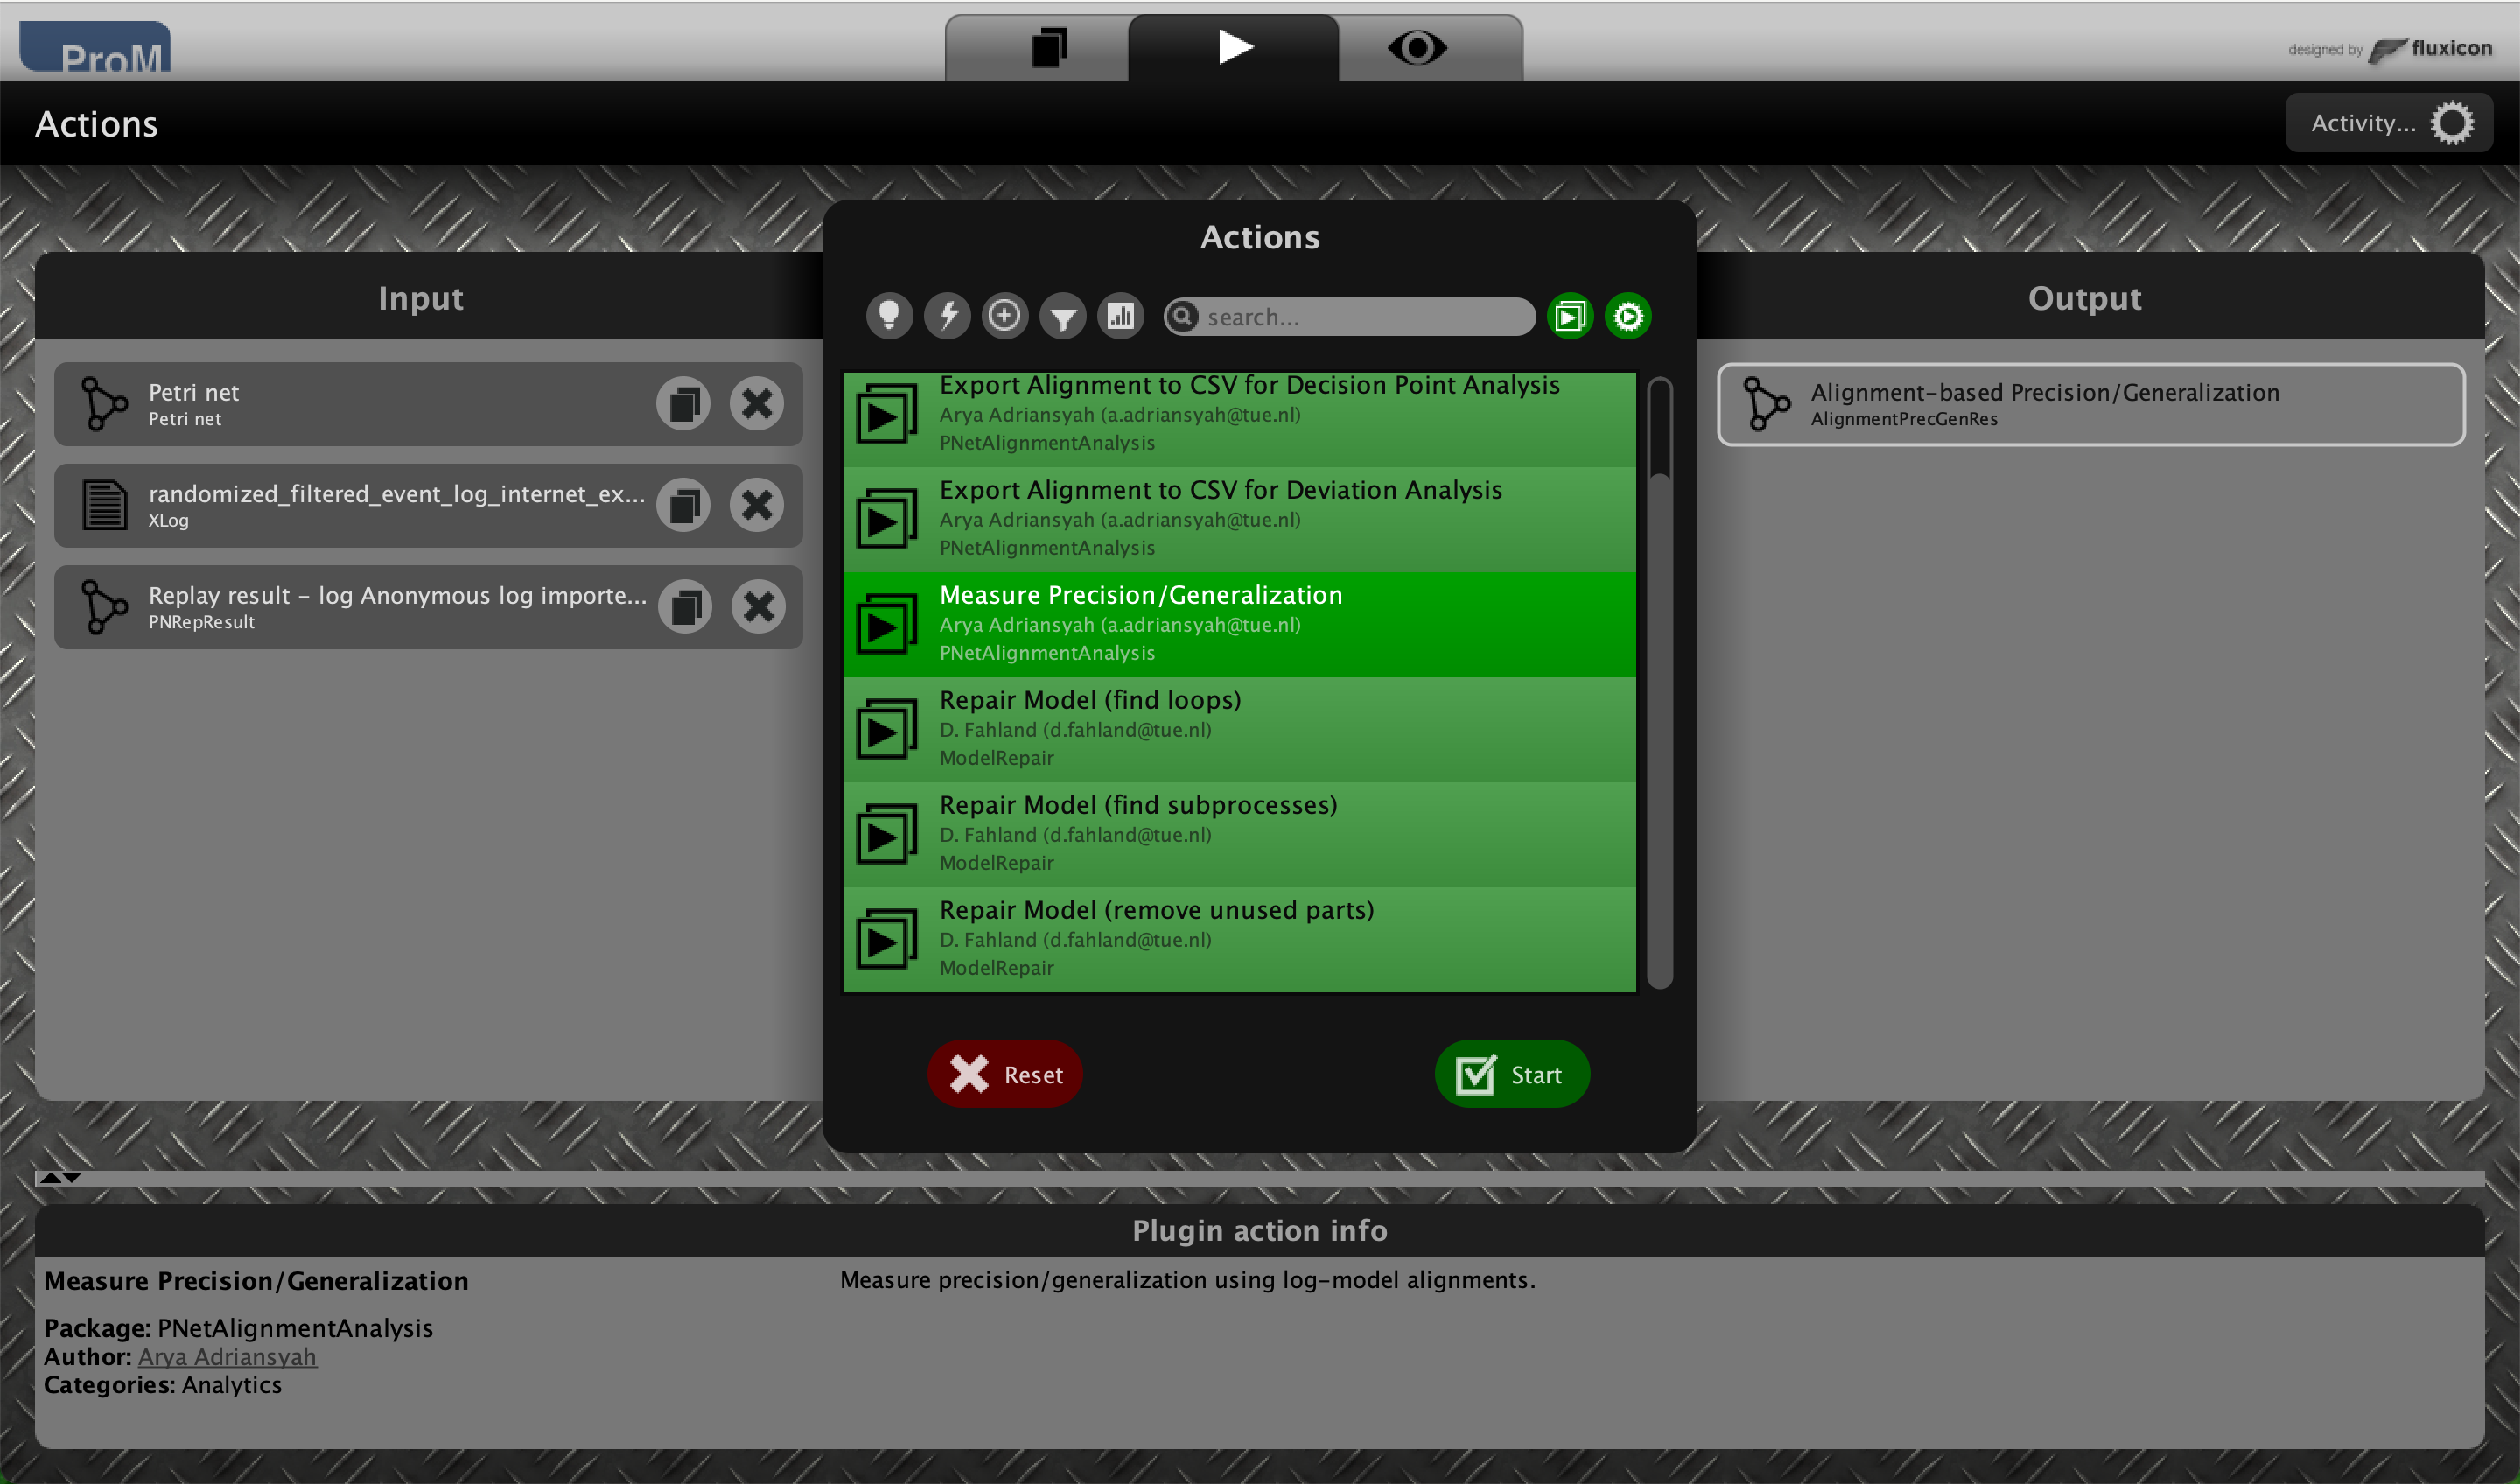 ProM
designed by fluxicon
Actions
Activity...
Input
Petri net
Petri net
randomized_filtered_event_log_internet_ex...
XLog
Replay result - log Anonymous log importe...
PNRepResult
Actions
search...
Export Alignment to CSV for Decision Point Analysis
Arya Adriansyah (a.adriansyah@tue.nl)
PNetAlignmentAnalysis
Export Alignment to CSV for Deviation Analysis
Arya Adriansyah (a.adriansyah@tue.nl)
PNetAlignmentAnalysis
Measure Precision/Generalization
Arya Adriansyah (a.adriansyah@tue.nl)
PNetAlignmentAnalysis
Repair Model (find loops)
D. Fahland (d.fahland@tue.nl)
ModelRepair
Repair Model (find subprocesses)
D. Fahland (d.fahland@tue.nl)
ModelRepair
Repair Model (remove unused parts)
D. Fahland (d.fahland@tue.nl)
ModelRepair
Reset
Start
Output
Alignment-based Precision/Generalization
AlignmentPrecGenRes
Plugin action info
Measure Precision/Generalization
Package: PNetAlignmentAnalysis
Author: Arya Adriansyah
Categories: Analytics
Measure precision/generalization using log-model alignments.